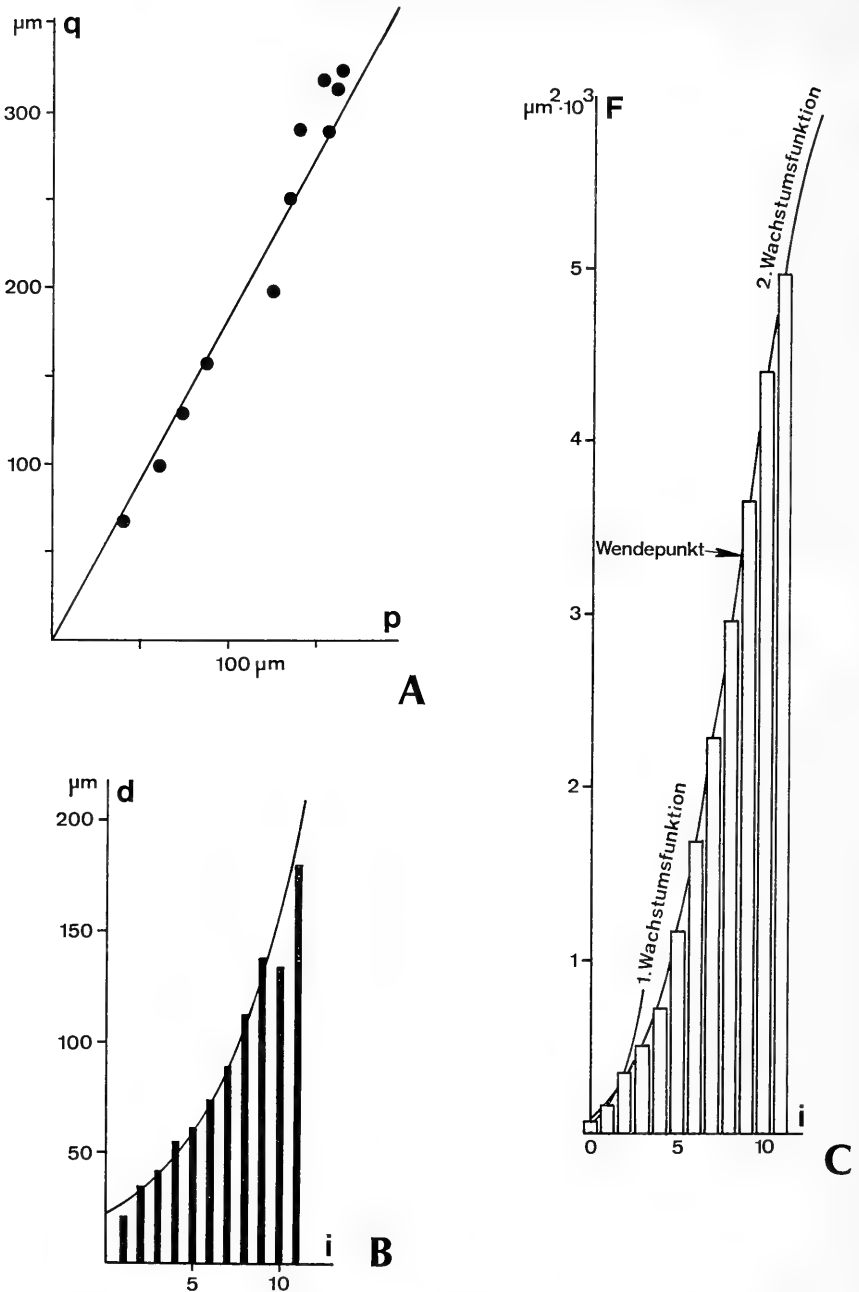 µm q
300
200
100
p
100 µm
A
µm d
200
150
100
50
5 10 i
B
µm²·10³ F
5
4
3
2
1
2.Wachstumsfunktion
Wendepunkt
1.Wachstumsfunktion
i
0 5 10
C